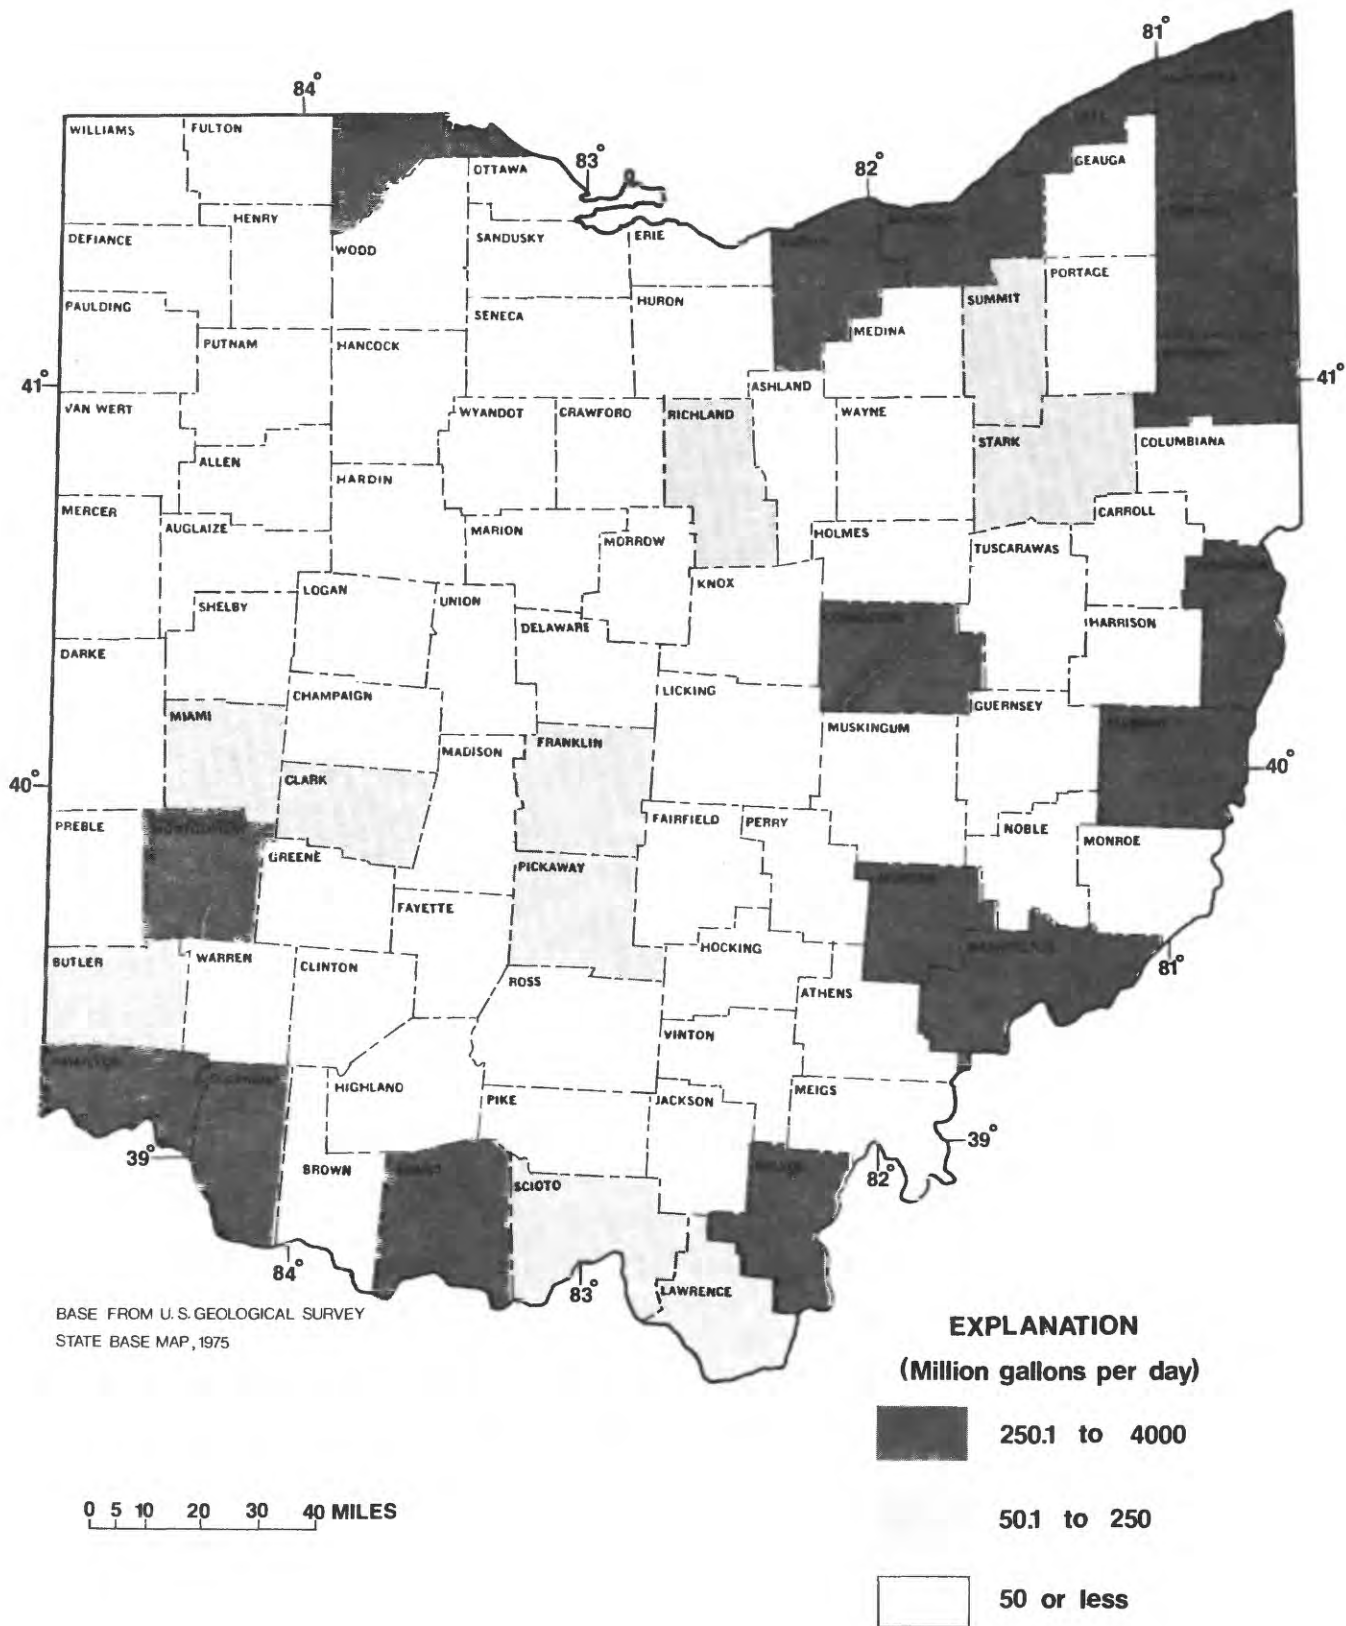 81°
84°
WILLIAMS
FULTON
83°
82°
GEAUGA
OTTAWA
HENRY
DEFIANCE
WOOD
SANDUSKY
ERIE
PORTAGE
PAULDING
SENECA
HURON
SUMMIT
MEDINA
PUTNAM
HANCOCK
41°
41°
ASHLAND
VAN WERT
WYANDOT
CRAWFORD
RICHLAND
WAYNE
STARK
COLUMBIANA
ALLEN
HARDIN
MERCER
CARROLL
AUGLAIZE
MARION
MORROW
HOLMES
TUSCARAWAS
KNOX
LOGAN
UNION
SHELBY
DELAWARE
HARRISON
DARKE
CHAMPAIGN
LICKING
GUERNSEY
MIAMI
MUSKINGUM
MADISON
FRANKLIN
40°
CLARK
40°
PREBLE
FAIRFIELD
PERRY
NOBLE
MONROE
GREENE
PICKAWAY
FAYETTE
HOCKING
BUTLER
WARREN
CLINTON
81°
ROSS
ATHENS
VINTON
HIGHLAND
PIKE
JACKSON
MEIGS
39°
39°
BROWN
82°
SCIOTO
84°
83°
LAWRENCE
BASE FROM U.S. GEOLOGICAL SURVEY
STATE BASE MAP, 1975
EXPLANATION
(Million gallons per day)
250.1 to 4000
50.1 to 250
50 or less
0 5 10 20 30 40 MILES